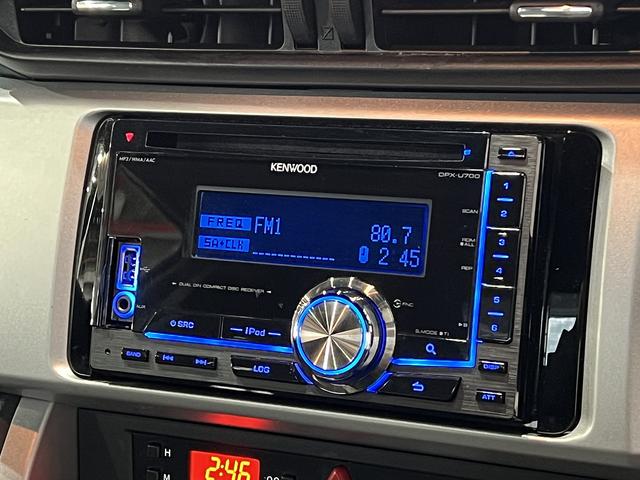 MP3/WMA/AAC
KENWOOD
DPX-U700
FREQ FM1
80.7
SA+CLK
2 45
SCAN
RDM
ALL
REP
1
2
3
4
5
6
DUAL DIN COMPACT DISC RECEIVER
AUX
FNC
SRC
iPod
BAND
LOG
DISP
ATT
H
M
2:46
:00